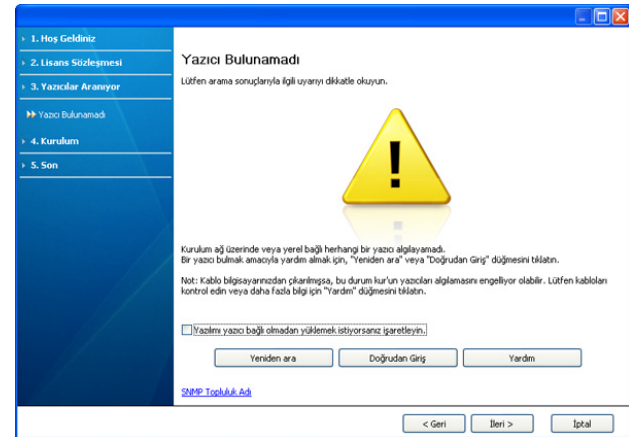 1. Hoş Geldiniz
2. Lisans Sözleşmesi
3. Yazıcılar Aranıyor
Yazıcı Bulunamadı
4. Kurulum
5. Son
Yazıcı Bulunamadı
Lütfen arama sonuçlarıyla ilgili uyarıyı dikkatle okuyun.
Kurulum ağ üzerinde veya yerel bağlı herhangi bir yazıcı algılayamadı.
Bir yazıcı bulmak amacıyla yardım almak için, "Yeniden ara" veya "Doğrudan Giriş" düğmesini tıklatın.
Not: Kablo bilgisayarınızdan çıkarılmışsa, bu durum kur'un yazıcıları algılamasını engelliyor olabilir. Lütfen kabloları
kontrol edin veya daha fazla bilgi için "Yardım" düğmesini tıklatın.
Yazılımı yazıcı bağlı olmadan yüklemek istiyorsanız işaretleyin.
Yeniden ara
Doğrudan Giriş
Yardım
SNMP Topluluk Adı
< Geri
İleri >
İptal